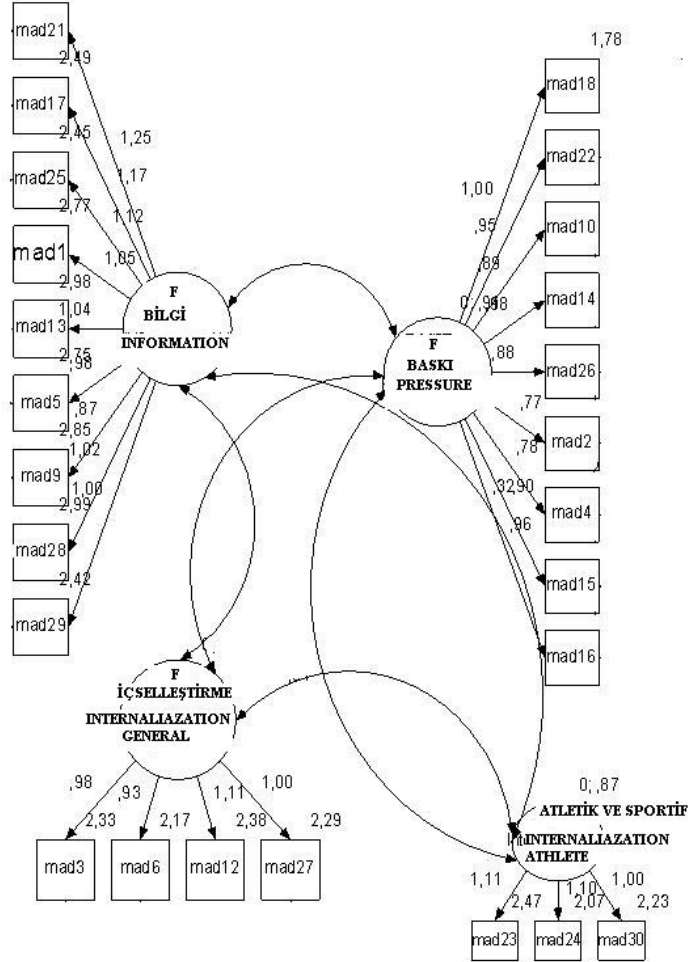 mad21
2,49
mad17
2,45
mad25
2,77
mad1
2,98
mad13
2,75
mad5
2,85
mad9
2,99
mad28
2,42
mad29
1,25
1,17
1,12
1,05
1,04
,98
,87
1,02
1,00
F
BİLGİ
INFORMATION
1,78
mad18
mad22
mad10
mad14
mad26
mad2
mad4
mad15
mad16
1,00
,95
,89
,88
,77
,78
,96
F
BASKI
PRESSURE
F
İÇSELLEŞTİRME
INTERNALIAZATION
GENERAL
,98
,93
1,11
1,00
2,33
2,17
2,38
2,29
mad3
mad6
mad12
mad27
0; ,87
ATLETİK VE SPORTİF
INTERNALIAZATION
ATHLETE
1,11
1,10
1,00
2,47
2,07
2,23
mad23
mad24
mad30